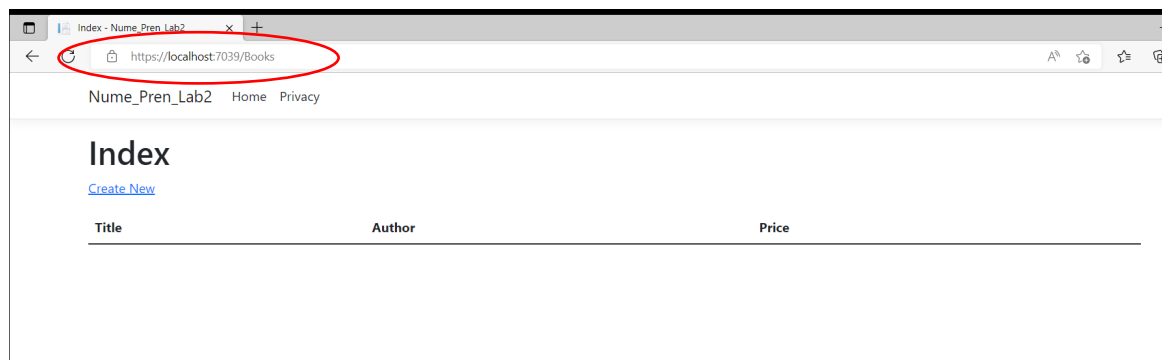 Index - Nume_Pren_Lab2
https://localhost:7039/Books
Nume_Pren_Lab2 Home Privacy
Index
Create New
Title Author Price